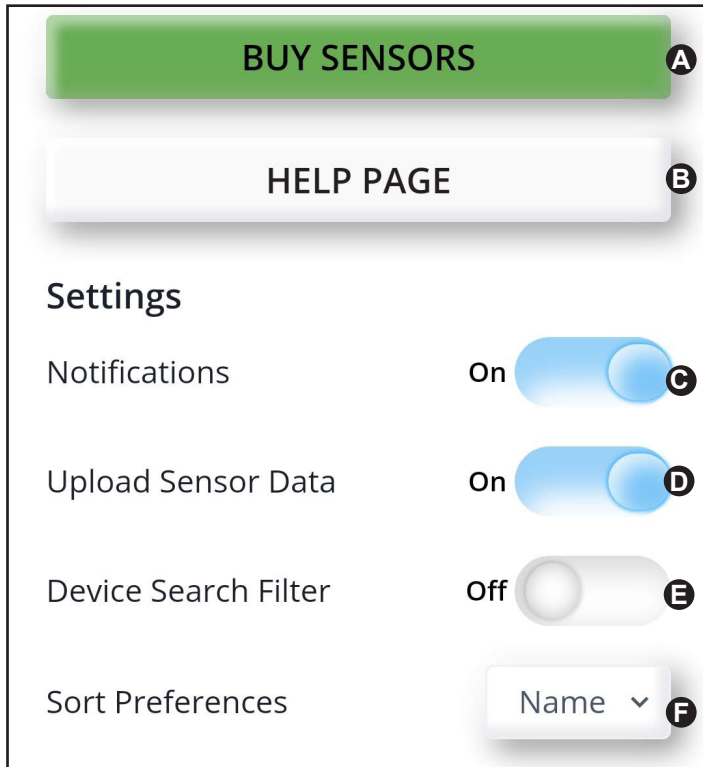 BUY SENSORS A
HELP PAGE B
Settings
Notifications On C
Upload Sensor Data On D
Device Search Filter Off E
Sort Preferences Name F